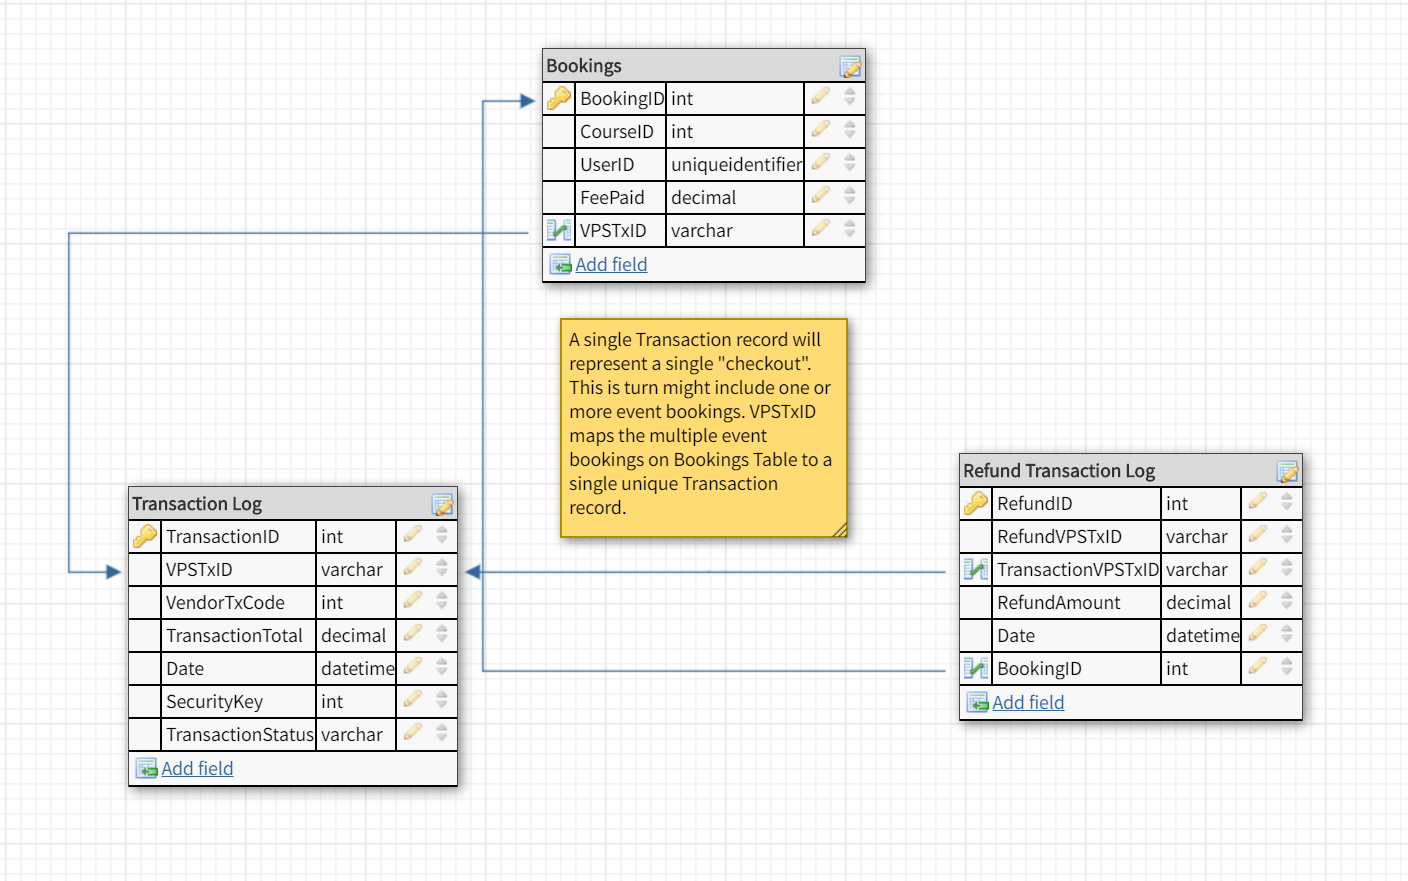 Bookings
BookingID int
CourseID int
UserID uniqueidentifier
FeePaid decimal
VPSTxID varchar
Add field
A single Transaction record will
represent a single "checkout".
This is turn might include one or
more event bookings. VPSTxID
maps the multiple event
bookings on Bookings Table to a
single unique Transaction
record.
Transaction Log
TransactionID int
VPSTxID varchar
VendorTxCode int
TransactionTotal decimal
Date datetime
SecurityKey int
TransactionStatus varchar
Add field
Refund Transaction Log
RefundID int
RefundVPSTxID varchar
TransactionVPSTxID varchar
RefundAmount decimal
Date datetime
BookingID int
Add field